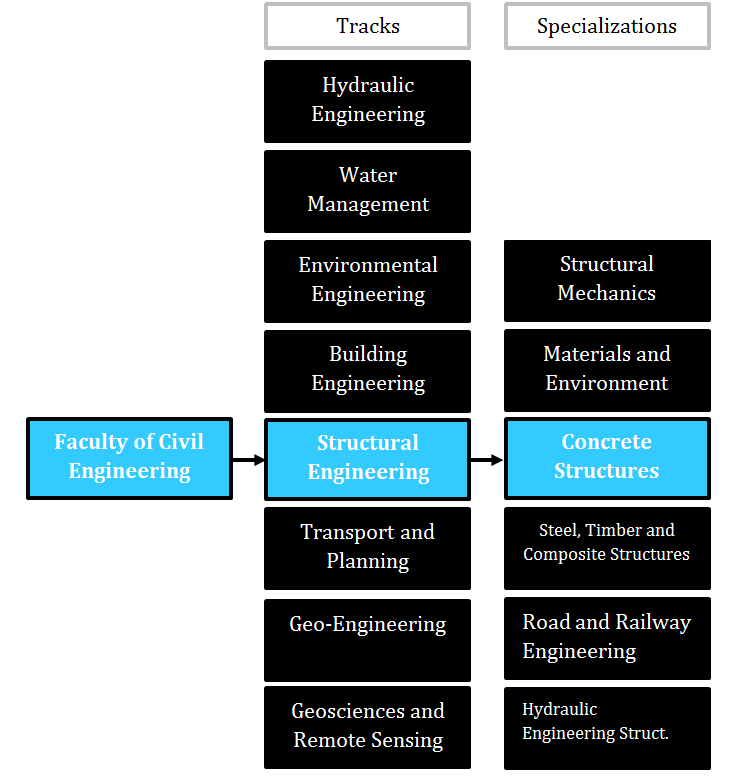 Tracks
Specializations
Hydraulic
Engineering
Water
Management
Environmental
Engineering
Structural
Mechanics
Building
Engineering
Materials and
Environment
Faculty of Civil
Engineering
Structural
Engineering
Concrete
Structures
Transport and
Planning
Steel, Timber and
Composite Structures
Geo-Engineering
Road and Railway
Engineering
Geosciences and
Remote Sensing
Hydraulic
Engineering Struct.